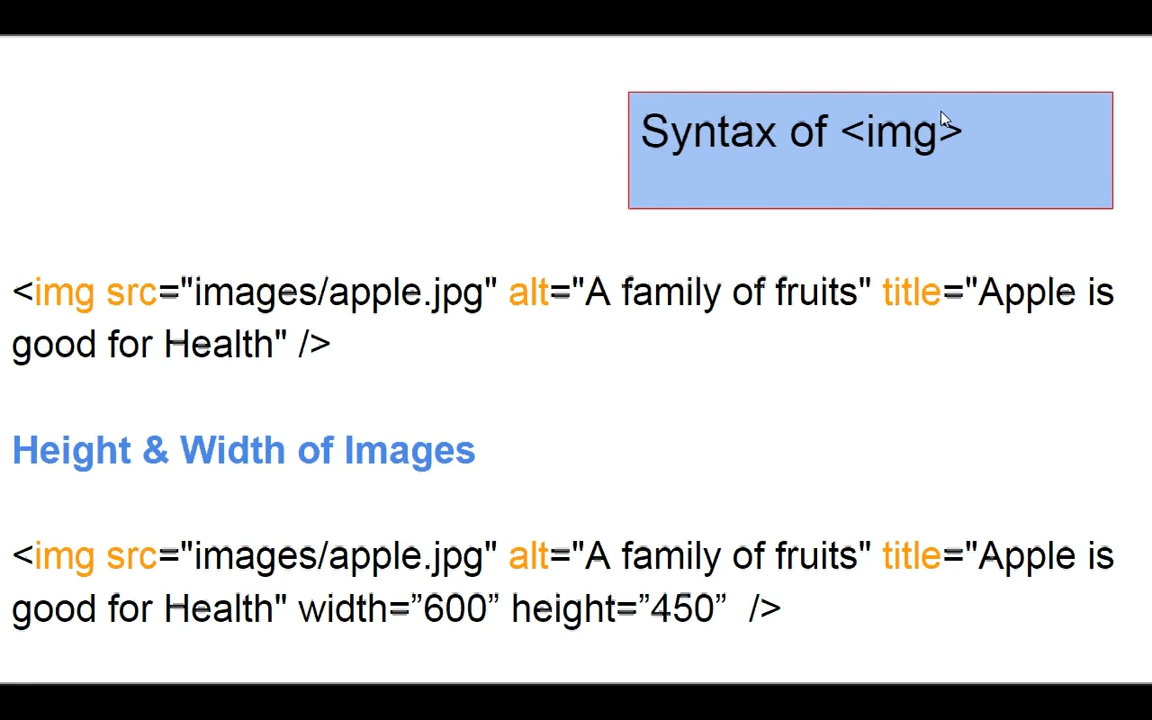 Syntax of <img>
<img src="images/apple.jpg" alt="A family of fruits" title="Apple is
good for Health" />
Height & Width of Images
<img src="images/apple.jpg" alt="A family of fruits" title="Apple is
good for Health" width=”600” height=”450”  />